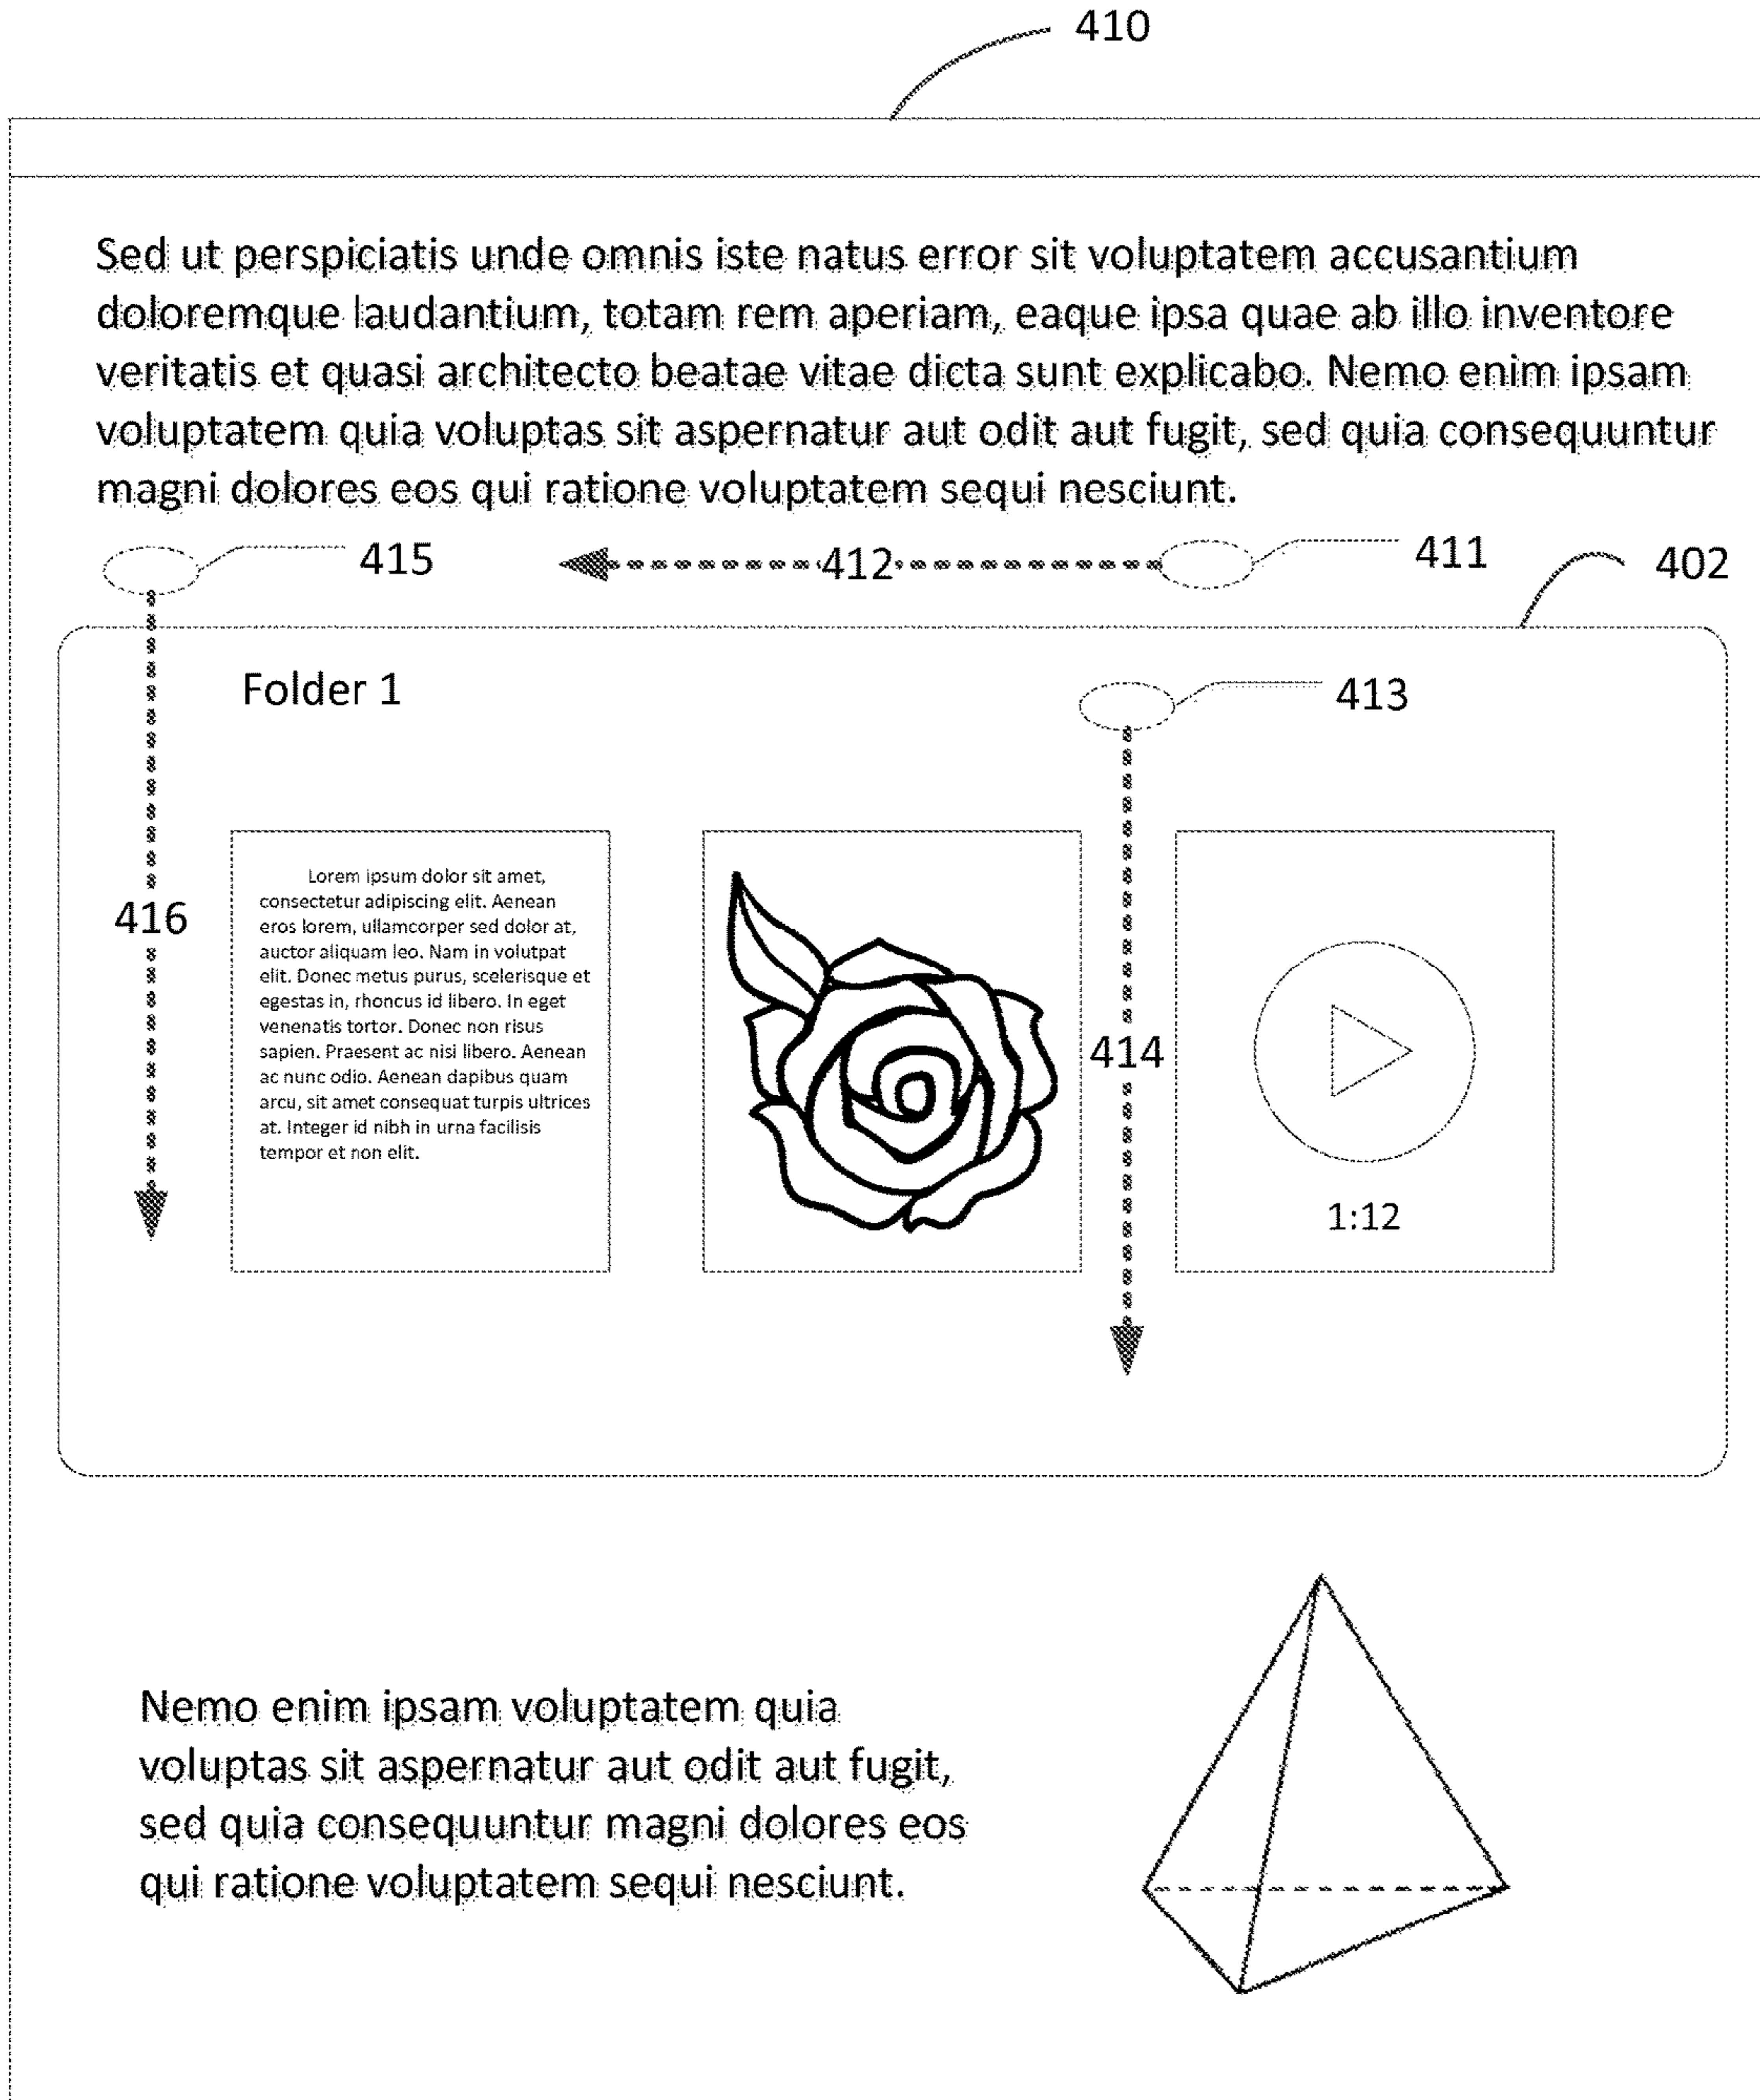 410
Sed ut perspiciatis unde omnis iste natus error sit voluptatem accusantium
doloremque laudantium, totam rem aperiam, eaque ipsa quae ab illo inventore
veritatis et quasi architecto beatae vitae dicta sunt explicabo. Nemo enim ipsam
voluptatem quia voluptas sit aspernatur aut odit aut fugit, sed quia consequuntur
magni dolores eos qui ratione voluptatem sequi nesciunt.
415
412
411
402
Folder 1
413
416
Lorem ipsum dolor sit amet,
consectetur adipiscing elit. Aenean
eros lorem, ullamcorper sed dolor at,
auctor aliquam leo. Nam in volutpat
elit. Donec metus purus, scelerisque et
egestas in, rhoncus id libero. In eget
venenatis tortor. Donec non risus
sapien. Praesent ac nisi libero. Aenean
ac nunc odio. Aenean dapibus quam
arcu, sit amet consequat turpis ultrices
at. Integer id nibh in urna facilisis
tempor et non elit.
414
1:12
Nemo enim ipsam voluptatem quia
voluptas sit aspernatur aut odit aut fugit,
sed quia consequuntur magni dolores eos
qui ratione voluptatem sequi nesciunt.